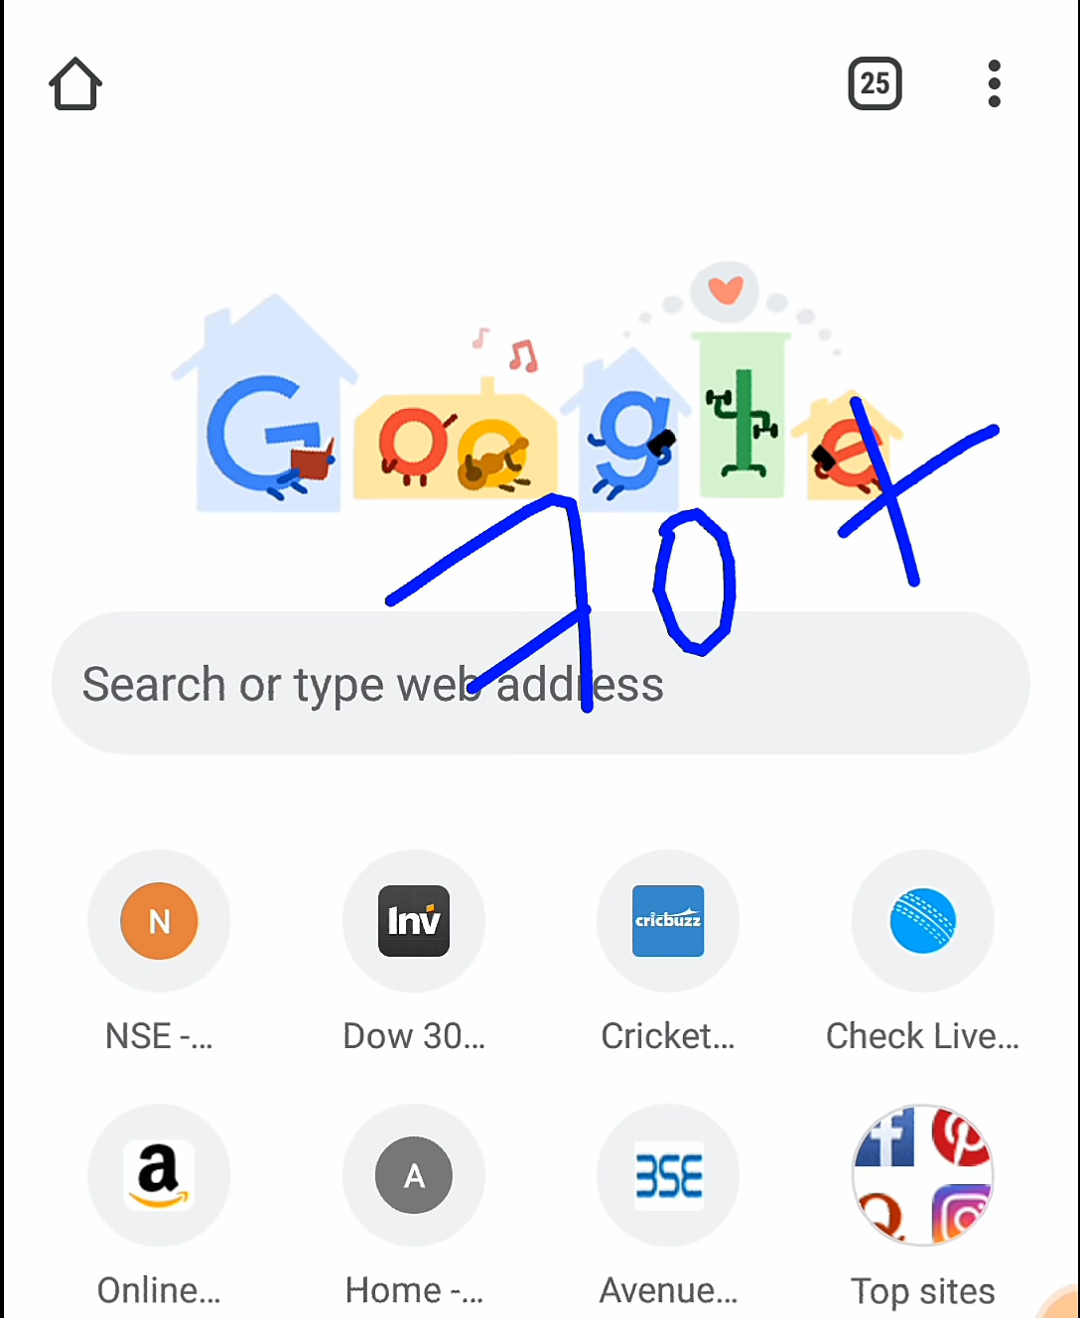 25
Google
70x
Search or type web address
N
Inv
cricbuzz
NSE -...
Dow 30...
Cricket...
Check Live...
a
A
BSE
Online...
Home -...
Avenue...
Top sites